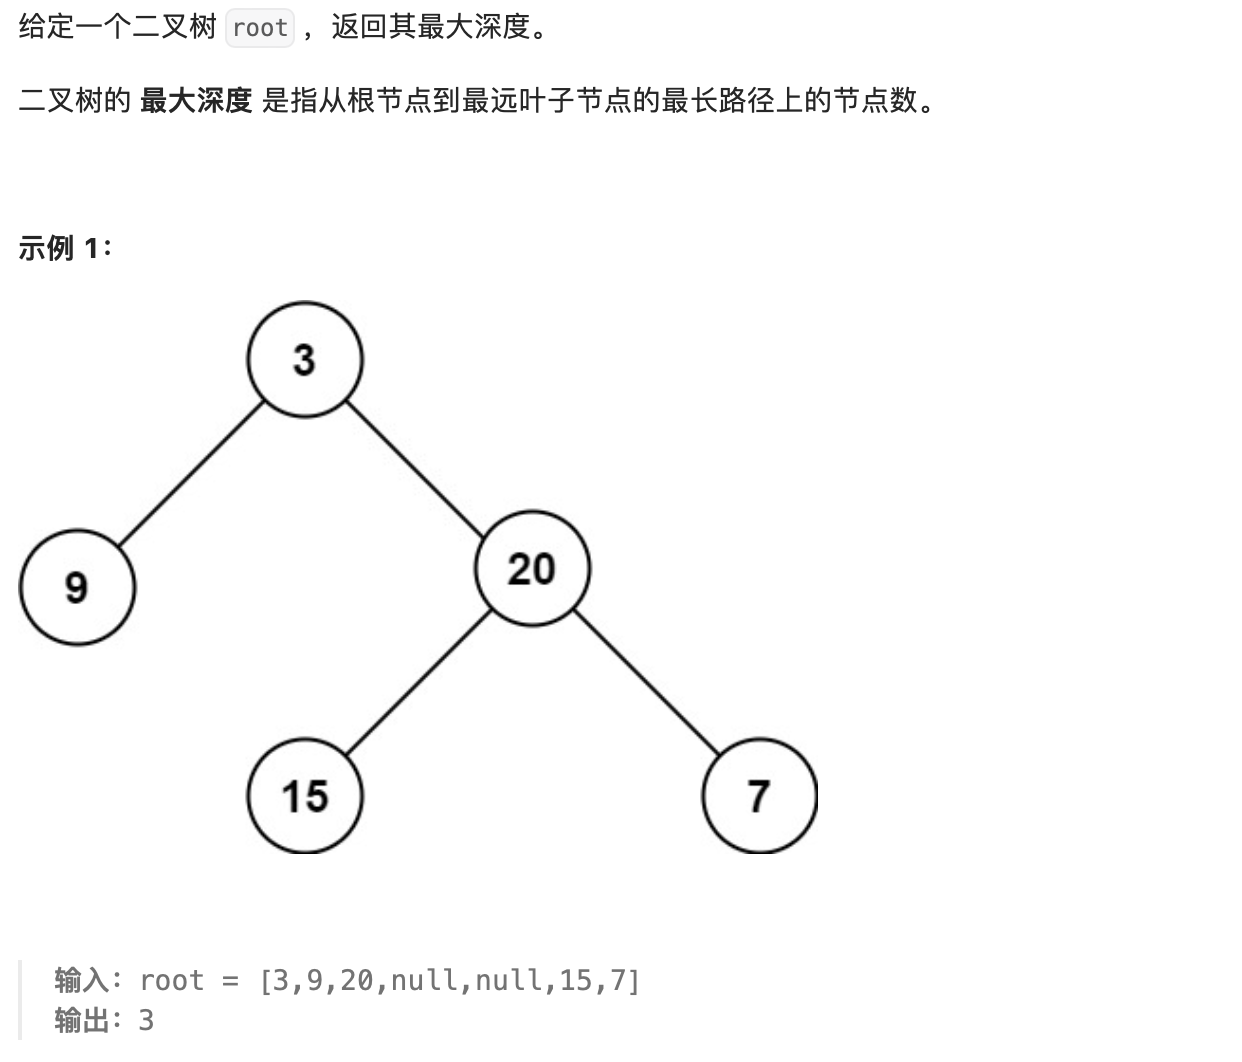 给定一个二叉树 root ，返回其最大深度。
二叉树的 最大深度 是指从根节点到最远叶子节点的最长路径上的节点数。
示例 1：
3
9
20
15
7
输入：root = [3,9,20,null,null,15,7]
输出：3